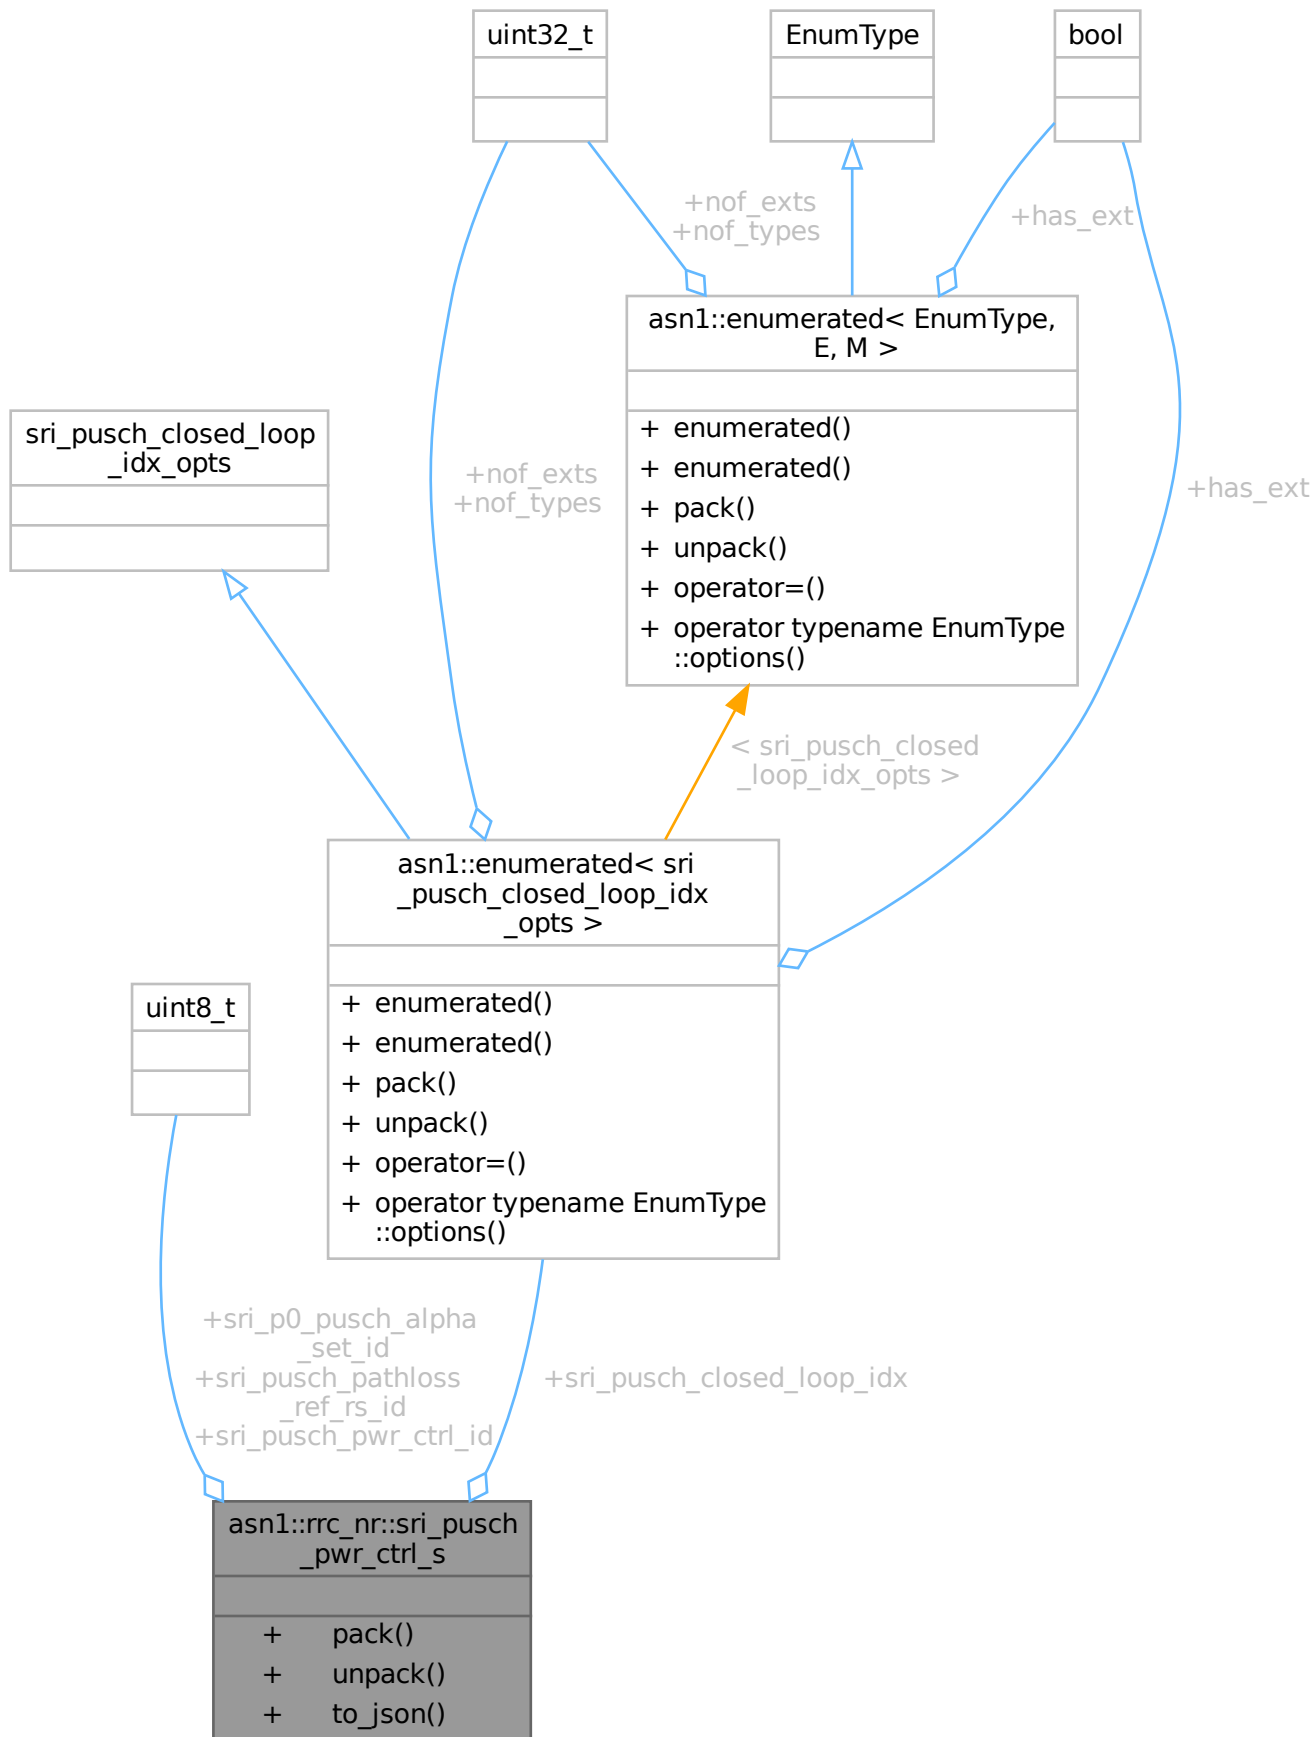 uint32_t
EnumType
bool
+nof_exts
+nof_types
+has_ext
asn1::enumerated< EnumType,
E, M >
+ enumerated()
+ enumerated()
+ pack()
+ unpack()
+ operator=()
+ operator typename EnumType
::options()
sri_pusch_closed_loop
_idx_opts
+nof_exts
+nof_types
+has_ext
< sri_pusch_closed
_loop_idx_opts >
asn1::enumerated< sri
_pusch_closed_loop_idx
_opts >
+ enumerated()
+ enumerated()
+ pack()
+ unpack()
+ operator=()
+ operator typename EnumType
::options()
uint8_t
+sri_p0_pusch_alpha
_set_id
+sri_pusch_pathloss
_ref_rs_id
+sri_pusch_pwr_ctrl_id
+sri_pusch_closed_loop_idx
asn1::rrc_nr::sri_pusch
_pwr_ctrl_s
+ pack()
+ unpack()
+ to_json()